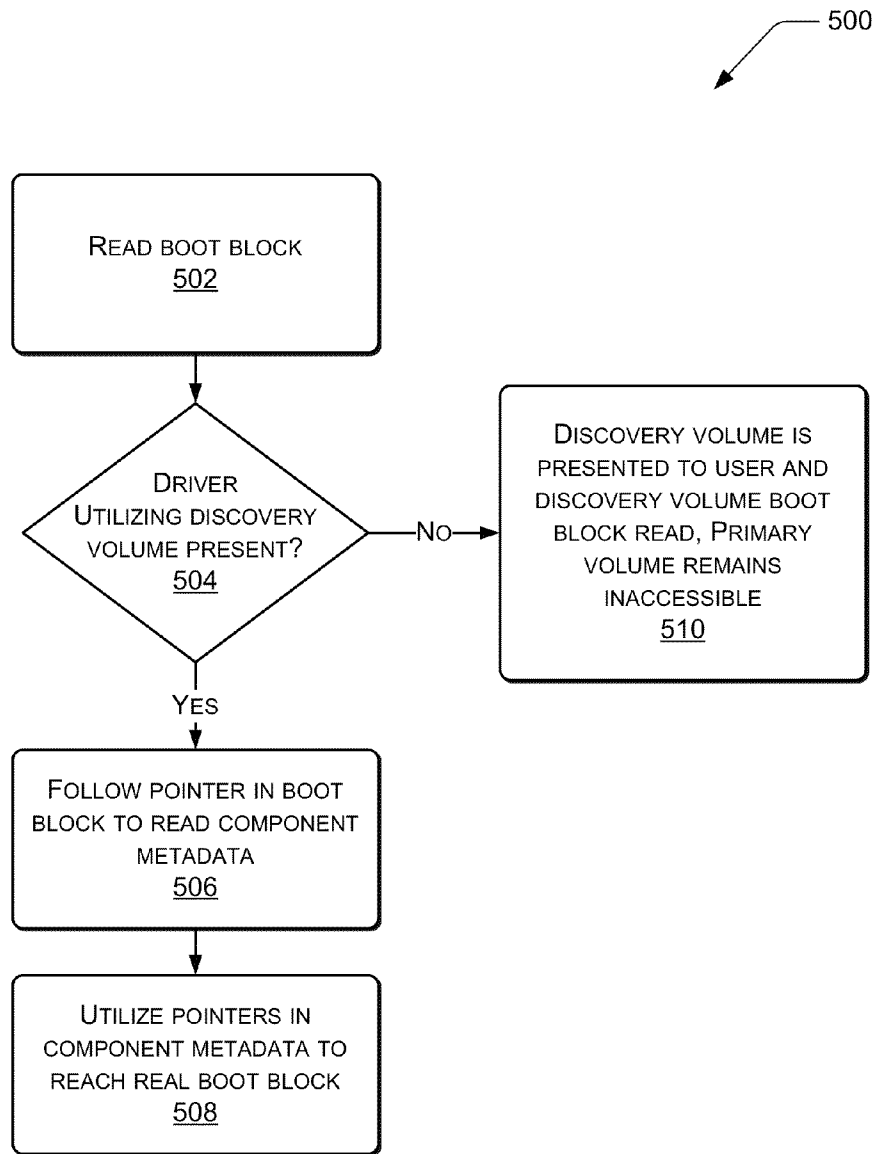 500
READ BOOT BLOCK
502
DRIVER
UTILIZING DISCOVERY
VOLUME PRESENT?
504
NO
DISCOVERY VOLUME IS
PRESENTED TO USER AND
DISCOVERY VOLUME BOOT
BLOCK READ, PRIMARY
VOLUME REMAINS
INACCESSIBLE
510
YES
FOLLOW POINTER IN BOOT
BLOCK TO READ COMPONENT
METADATA
506
UTILIZE POINTERS IN
COMPONENT METADATA TO
REACH REAL BOOT BLOCK
508